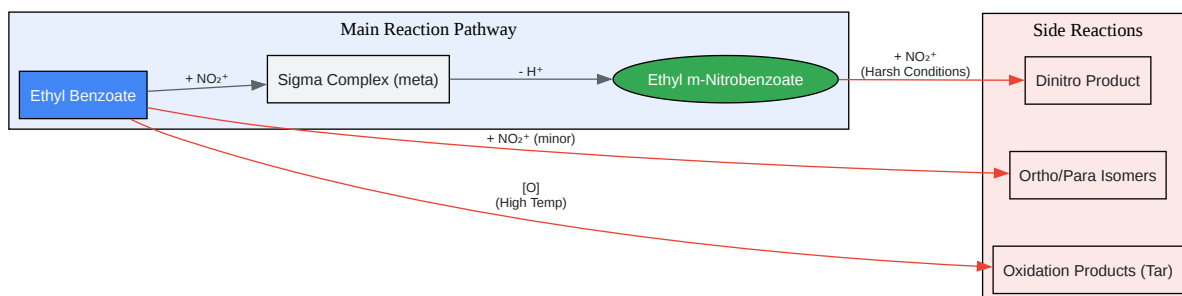 Main Reaction Pathway
Side Reactions
Ethyl Benzoate
+ NO₂⁺
Sigma Complex (meta)
- H⁺
Ethyl m-Nitrobenzoate
+ NO₂⁺
(Harsh Conditions)
Dinitro Product
+ NO₂⁺ (minor)
Ortho/Para Isomers
[O]
(High Temp)
Oxidation Products (Tar)